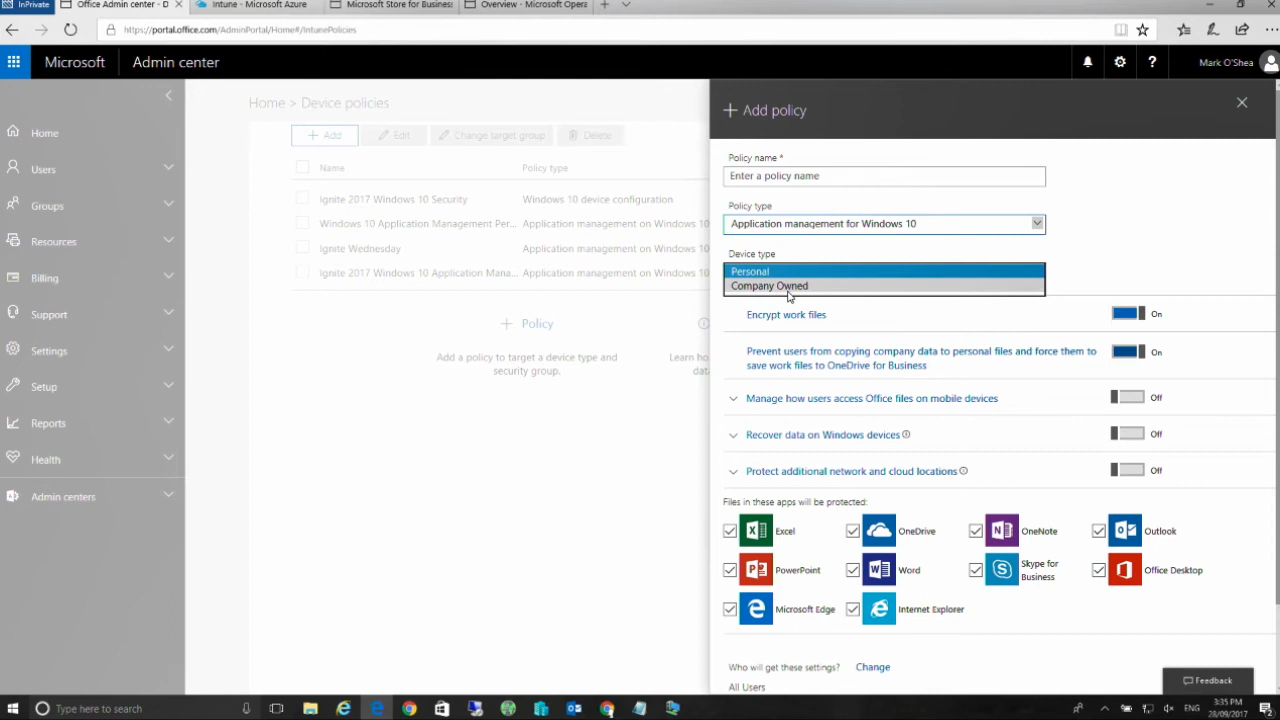 InPrivate
Office Admin center - D
Intune - Microsoft Azure
Microsoft Store for Business
Overview - Microsoft Opera
https://portal.office.com/AdminPortal/Home#/IntunePolicies
Microsoft
Admin center
Mark O'Shea
Home > Device policies
Add policy
Home
Users
Groups
Resources
Billing
Support
Settings
Setup
Reports
Health
Admin centers
Add
Edit
Change target group
Delete
Name
Policy type
Ignite 2017 Windows 10 Security
Windows 10 device configuration
Windows 10 Application Management Per...
Application management on Windows 10
Ignite Wednesday
Application management on Windows 10
Ignite 2017 Windows 10 Application Mana...
Application management on Windows 10
Policy
Add a policy to target a device type and
security group.
Learn ho
data
Policy name *
Enter a policy name
Policy type
Application management for Windows 10
Device type
Personal
Company Owned
Encrypt work files
On
Prevent users from copying company data to personal files and force them to
save work files to OneDrive for Business
On
Manage how users access Office files on mobile devices
Off
Recover data on Windows devices
Off
Protect additional network and cloud locations
Off
Files in these apps will be protected:
Excel
OneDrive
OneNote
Outlook
PowerPoint
Word
Skype for
Business
Office Desktop
Microsoft Edge
Internet Explorer
Who will get these settings?
Change
All Users
Feedback
Type here to search
ENG
3:35 PM
28/09/2017